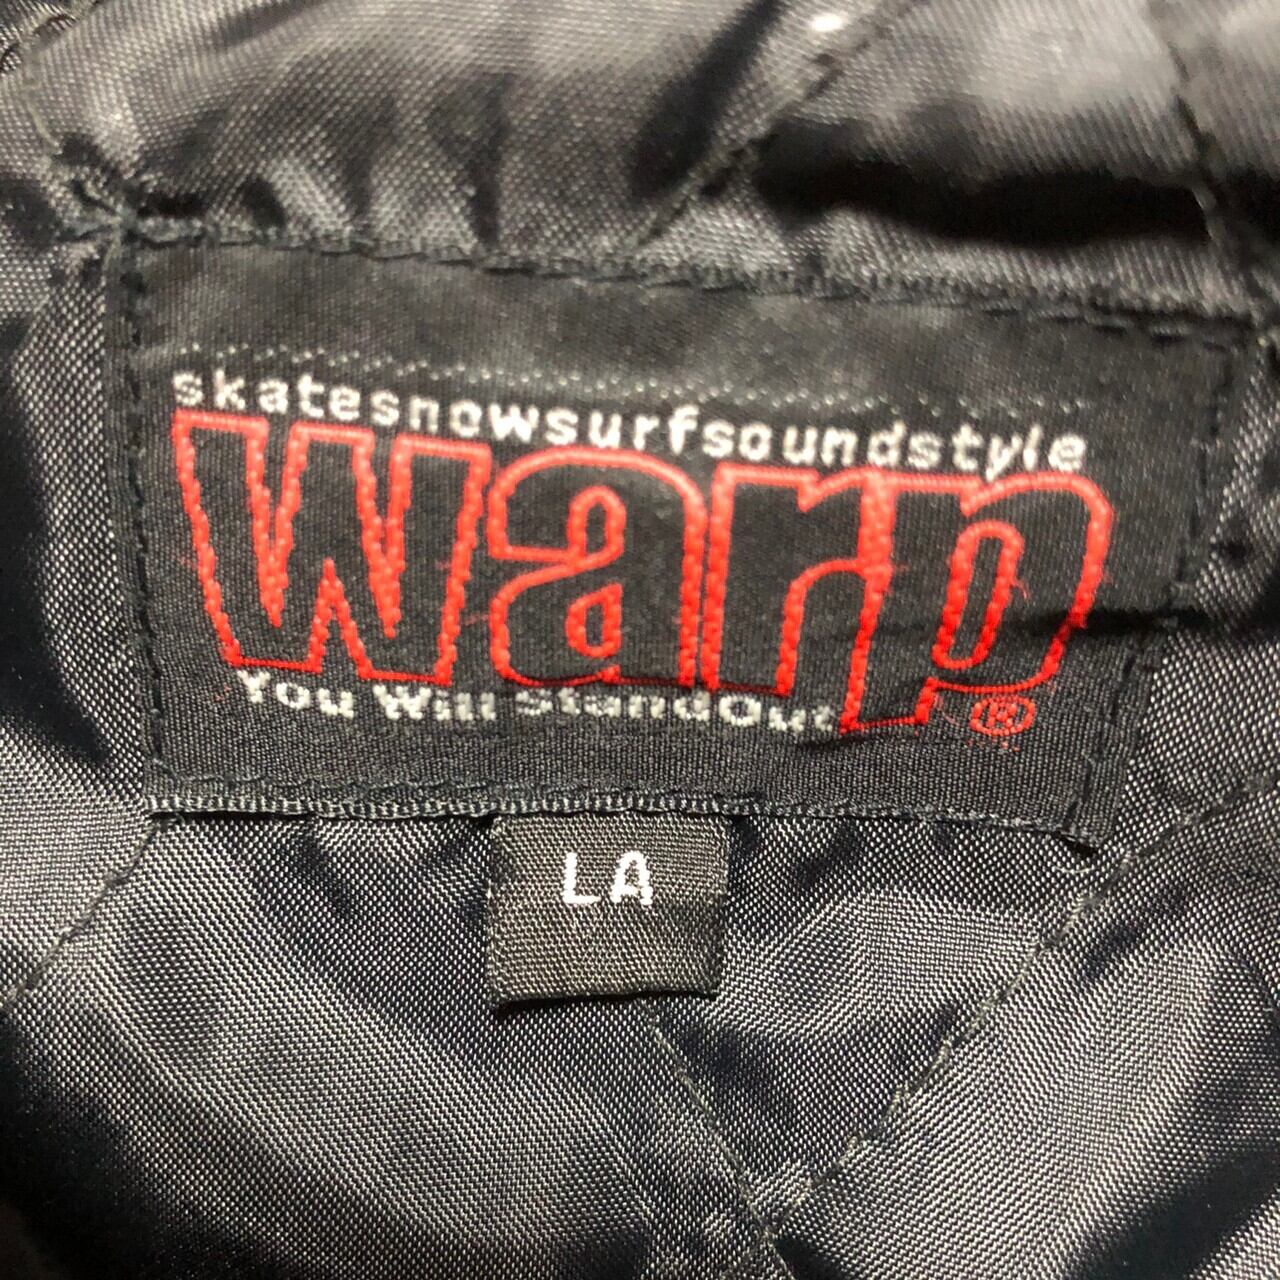 skatesnowsurfsoundstyle
warp
You Will StandOut
®
LA